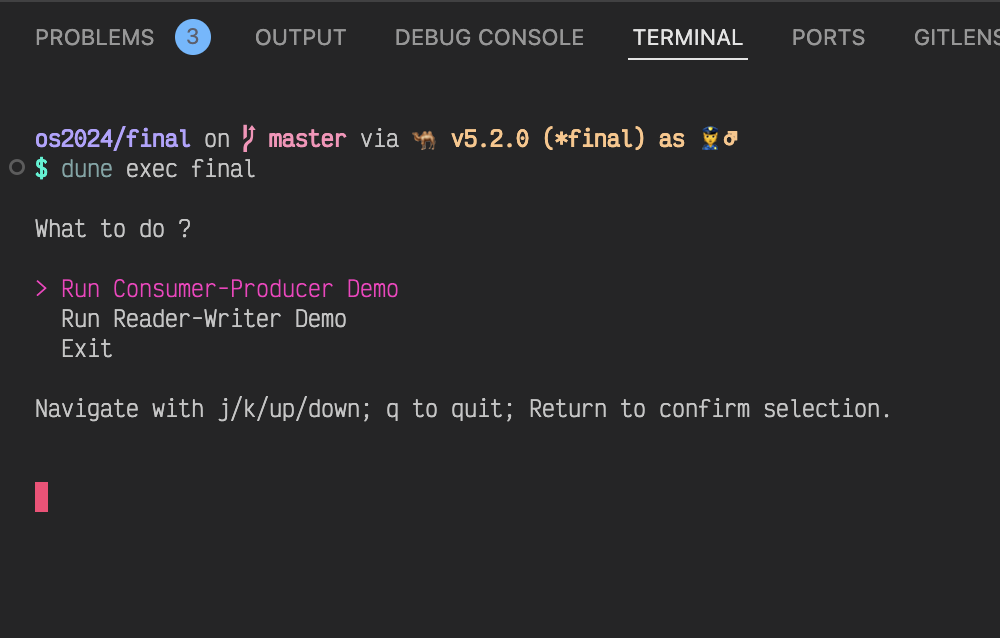 PROBLEMS 3 OUTPUT DEBUG CONSOLE TERMINAL PORTS GITLENS
os2024/final on master via 🐫 v5.2.0 (*final) as 👮
$ dune exec final
What to do ?
> Run Consumer-Producer Demo
Run Reader-Writer Demo
Exit
Navigate with j/k/up/down; q to quit; Return to confirm selection.